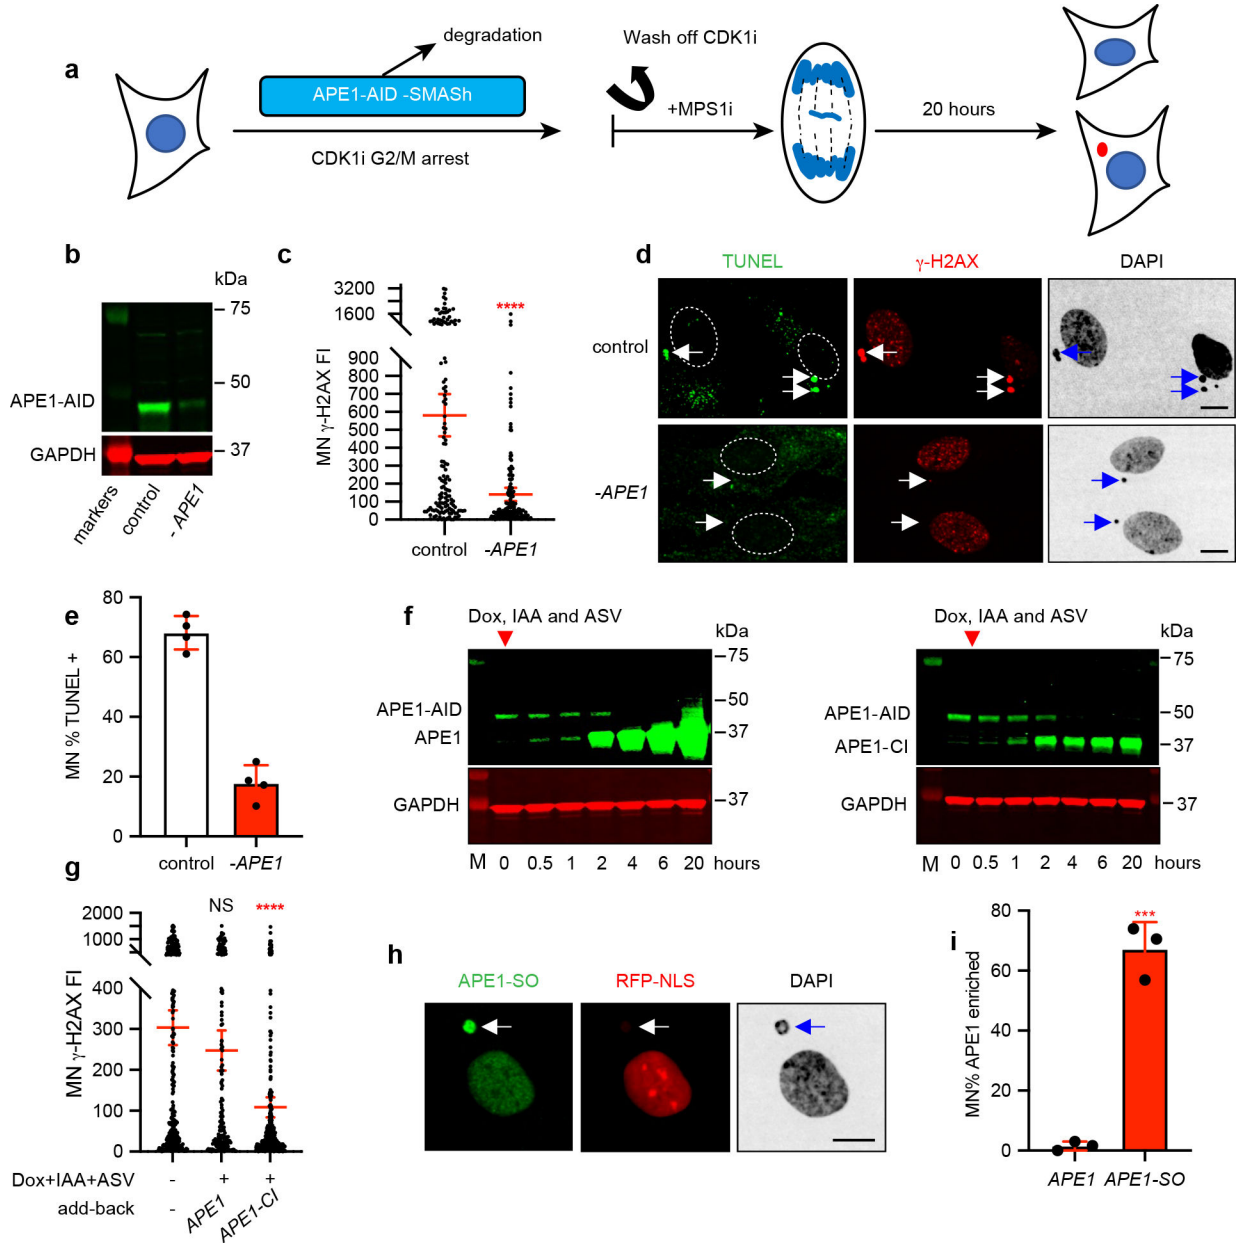 a
degradation
APE1-AID -SMASh
CDK1i G2/M arrest
Wash off CDK1i
+MPS1i
20 hours
b
kDa
75
50
37
APE1-AID
GAPDH
markers
control
- APE1
c
MN γ-H2AX FI
3200
1600
900
800
700
600
500
400
300
200
100
0
****
control
-APE1
d
TUNEL
γ-H2AX
DAPI
control
-APE1
e
MN % TUNEL +
80
60
40
20
0
control
-APE1
f
Dox, IAA and ASV
kDa
75
50
37
37
APE1-AID
APE1
GAPDH
M 0 0.5 1 2 4 6 20 hours
Dox, IAA and ASV
kDa
75
50
37
37
APE1-AID
APE1-CI
GAPDH
M 0 0.5 1 2 4 6 20 hours
g
MN γ-H2AX FI
2000
1000
400
300
200
100
0
NS
****
Dox+IAA+ASV - + +
add-back - APE1 APE1-CI
h
APE1-SO
RFP-NLS
DAPI
i
MN% APE1 enriched
80
60
40
20
0
***
APE1
APE1-SO